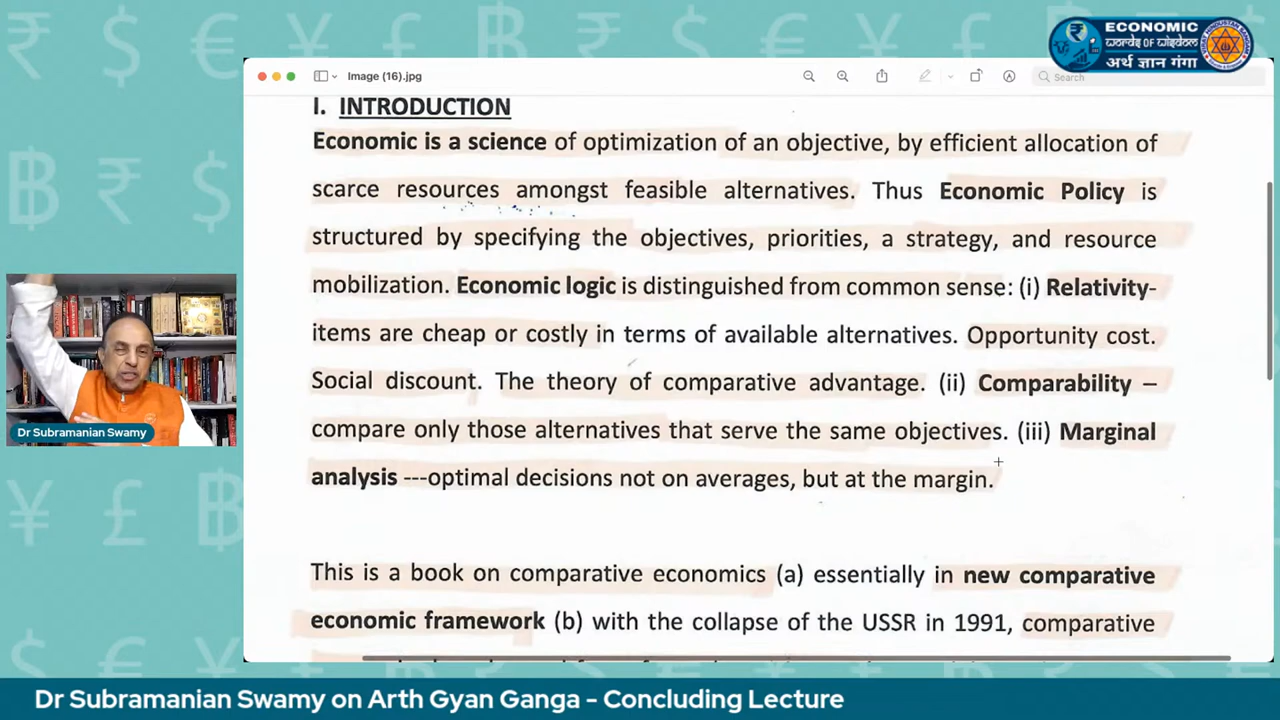 ECONOMIC
WORDS OF WISDOM
अर्थ ज्ञान गंगा
Image (16).jpg
Search
I. INTRODUCTION
Economic is a science of optimization of an objective, by efficient allocation of
scarce resources amongst feasible alternatives. Thus Economic Policy is
structured by specifying the objectives, priorities, a strategy, and resource
mobilization. Economic logic is distinguished from common sense: (i) Relativity-
items are cheap or costly in terms of available alternatives. Opportunity cost.
Social discount. The theory of comparative advantage. (ii) Comparability –
compare only those alternatives that serve the same objectives. (iii) Marginal
analysis ---optimal decisions not on averages, but at the margin.
This is a book on comparative economics (a) essentially in new comparative
economic framework (b) with the collapse of the USSR in 1991, comparative
Dr Subramanian Swamy
Dr Subramanian Swamy on Arth Gyan Ganga - Concluding Lecture